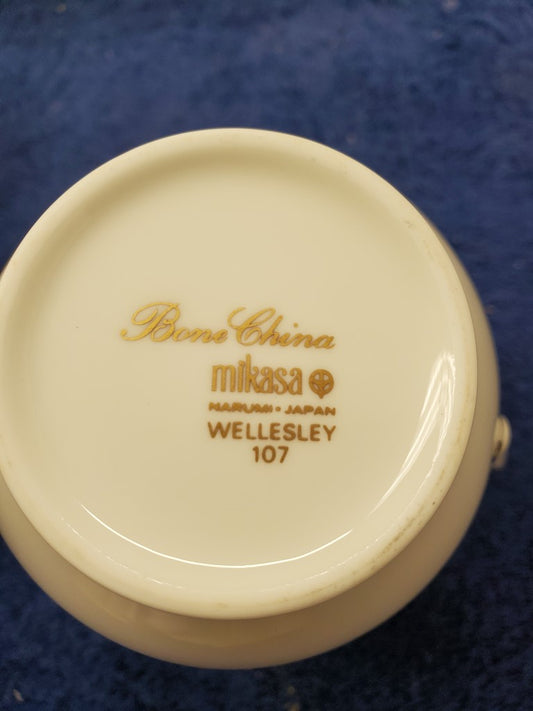 Bone China
mikasa
NARUMI • JAPAN
WELLESLEY
107